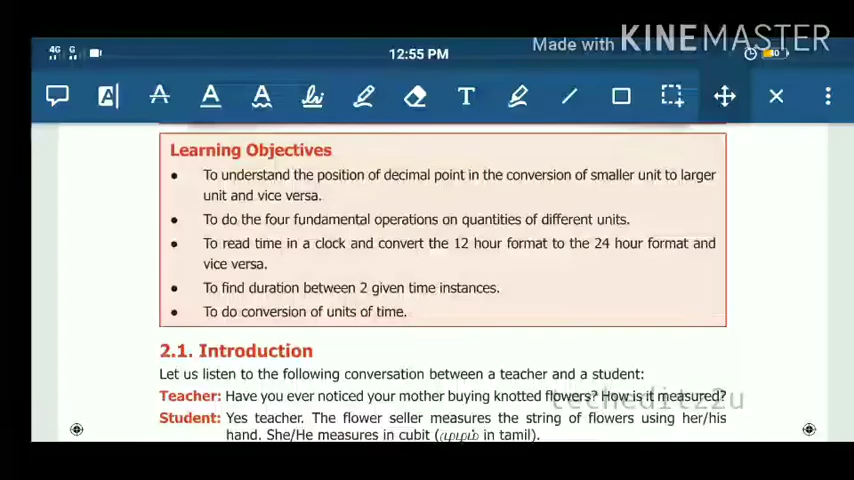 4G G 12:55 PM Made with KINEMASTER 40
Learning Objectives
● To understand the position of decimal point in the conversion of smaller unit to larger
unit and vice versa.
● To do the four fundamental operations on quantities of different units.
● To read time in a clock and convert the 12 hour format to the 24 hour format and
vice versa.
● To find duration between 2 given time instances.
● To do conversion of units of time.
2.1. Introduction
Let us listen to the following conversation between a teacher and a student:
Teacher: Have you ever noticed your mother buying knotted flowers? How is it measured?
techeditz2u
Student: Yes teacher. The flower seller measures the string of flowers using her/his
hand. She/He measures in cubit (முழம் in tamil).